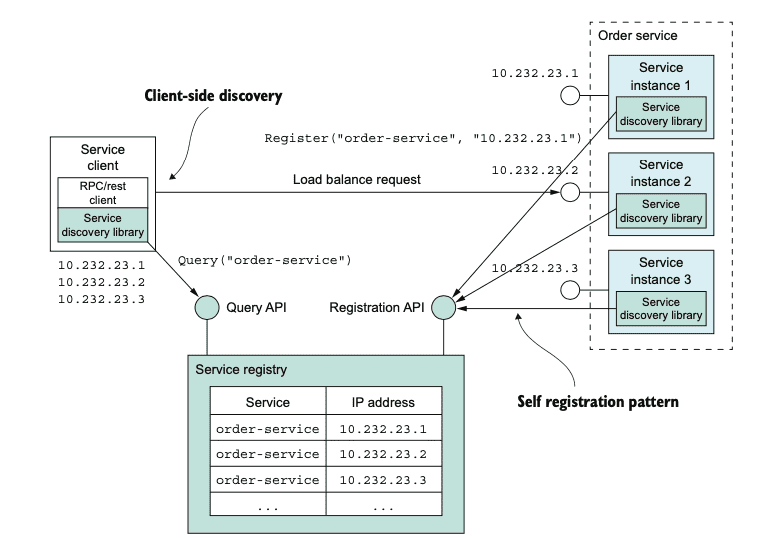 Order service
10.232.23.1
Service
instance 1
Service
discovery library
Client-side discovery
Register("order-service", "10.232.23.1")
Service
client
RPC/rest
client
Service
discovery library
10.232.23.1
10.232.23.2
10.232.23.3
Load balance request
10.232.23.2
Service
instance 2
Service
discovery library
Query("order-service")
Query API
Registration API
10.232.23.3
Service
instance 3
Service
discovery library
Self registration pattern
Service registry
Service IP address
order-service 10.232.23.1
order-service 10.232.23.2
order-service 10.232.23.3
... ...